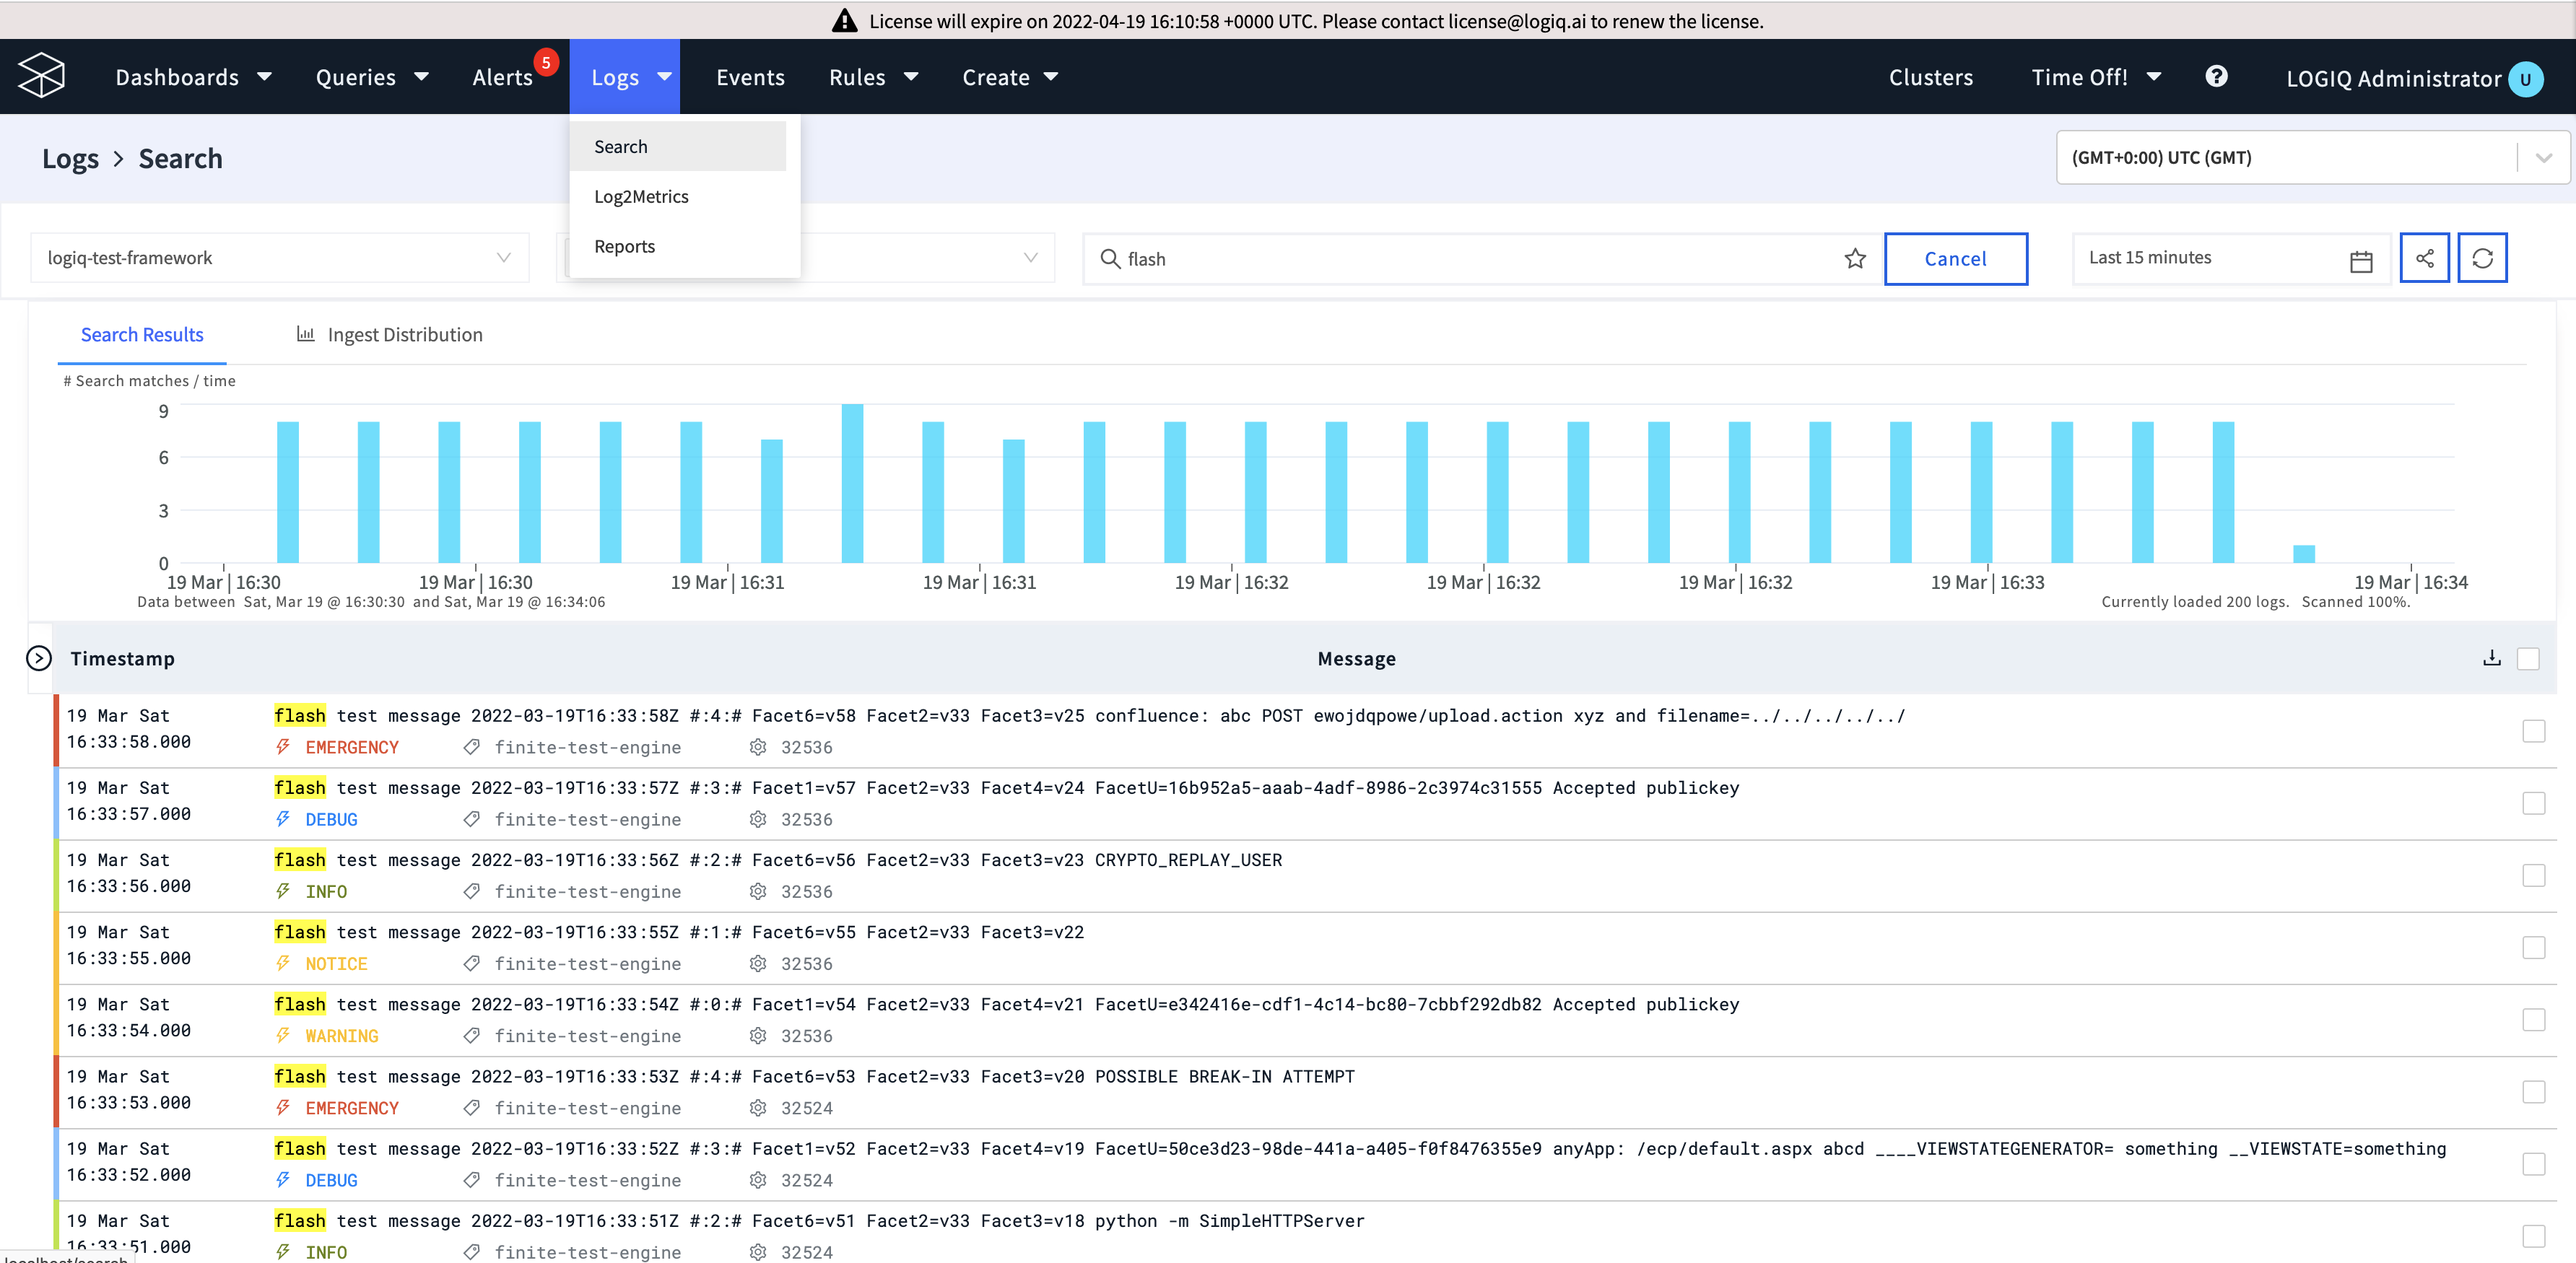 License will expire on 2022-04-19 16:10:58 +0000 UTC. Please contact license@logiq.ai to renew the license.
Dashboards Queries Alerts 5 Logs Events Rules Create Clusters Time Off! ? LOGIQ Administrator U
Search
Log2Metrics
Reports
Logs > Search
(GMT+0:00) UTC (GMT)
logiq-test-framework
flash
Cancel
Last 15 minutes
Search Results Ingest Distribution
# Search matches / time
9
6
3
0
19 Mar | 16:30 19 Mar | 16:30 19 Mar | 16:31 19 Mar | 16:31 19 Mar | 16:32 19 Mar | 16:32 19 Mar | 16:32 19 Mar | 16:33 19 Mar | 16:34
Data between Sat, Mar 19 @ 16:30:30 and Sat, Mar 19 @ 16:34:06
Currently loaded 200 logs. Scanned 100%.
Timestamp Message
19 Mar Sat 16:33:58.000
flash test message 2022-03-19T16:33:58Z #:4:# Facet6=v58 Facet2=v33 Facet3=v25 confluence: abc POST ewojdqpowe/upload.action xyz and filename=../../../../../
EMERGENCY finite-test-engine 32536
19 Mar Sat 16:33:57.000
flash test message 2022-03-19T16:33:57Z #:3:# Facet1=v57 Facet2=v33 Facet4=v24 FacetU=16b952a5-aaab-4adf-8986-2c3974c31555 Accepted publickey
DEBUG finite-test-engine 32536
19 Mar Sat 16:33:56.000
flash test message 2022-03-19T16:33:56Z #:2:# Facet6=v56 Facet2=v33 Facet3=v23 CRYPTO_REPLAY_USER
INFO finite-test-engine 32536
19 Mar Sat 16:33:55.000
flash test message 2022-03-19T16:33:55Z #:1:# Facet6=v55 Facet2=v33 Facet3=v22
NOTICE finite-test-engine 32536
19 Mar Sat 16:33:54.000
flash test message 2022-03-19T16:33:54Z #:0:# Facet1=v54 Facet2=v33 Facet4=v21 FacetU=e342416e-cdf1-4c14-bc80-7cbbf292db82 Accepted publickey
WARNING finite-test-engine 32536
19 Mar Sat 16:33:53.000
flash test message 2022-03-19T16:33:53Z #:4:# Facet6=v53 Facet2=v33 Facet3=v20 POSSIBLE BREAK-IN ATTEMPT
EMERGENCY finite-test-engine 32524
19 Mar Sat 16:33:52.000
flash test message 2022-03-19T16:33:52Z #:3:# Facet1=v52 Facet2=v33 Facet4=v19 FacetU=50ce3d23-98de-441a-a405-f0f8476355e9 anyApp: /ecp/default.aspx abcd ____VIEWSTATEGENERATOR= something __VIEWSTATE=something
DEBUG finite-test-engine 32524
19 Mar Sat 16:33:51.000
flash test message 2022-03-19T16:33:51Z #:2:# Facet6=v51 Facet2=v33 Facet3=v18 python -m SimpleHTTPServer
INFO finite-test-engine 32524